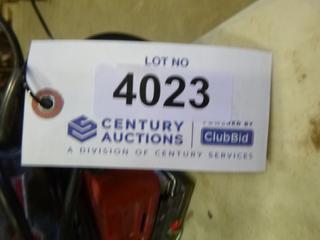 LOT NO
4023
CENTURY AUCTIONS
POWERED BY
ClubBid
A DIVISION OF CENTURY SERVICES